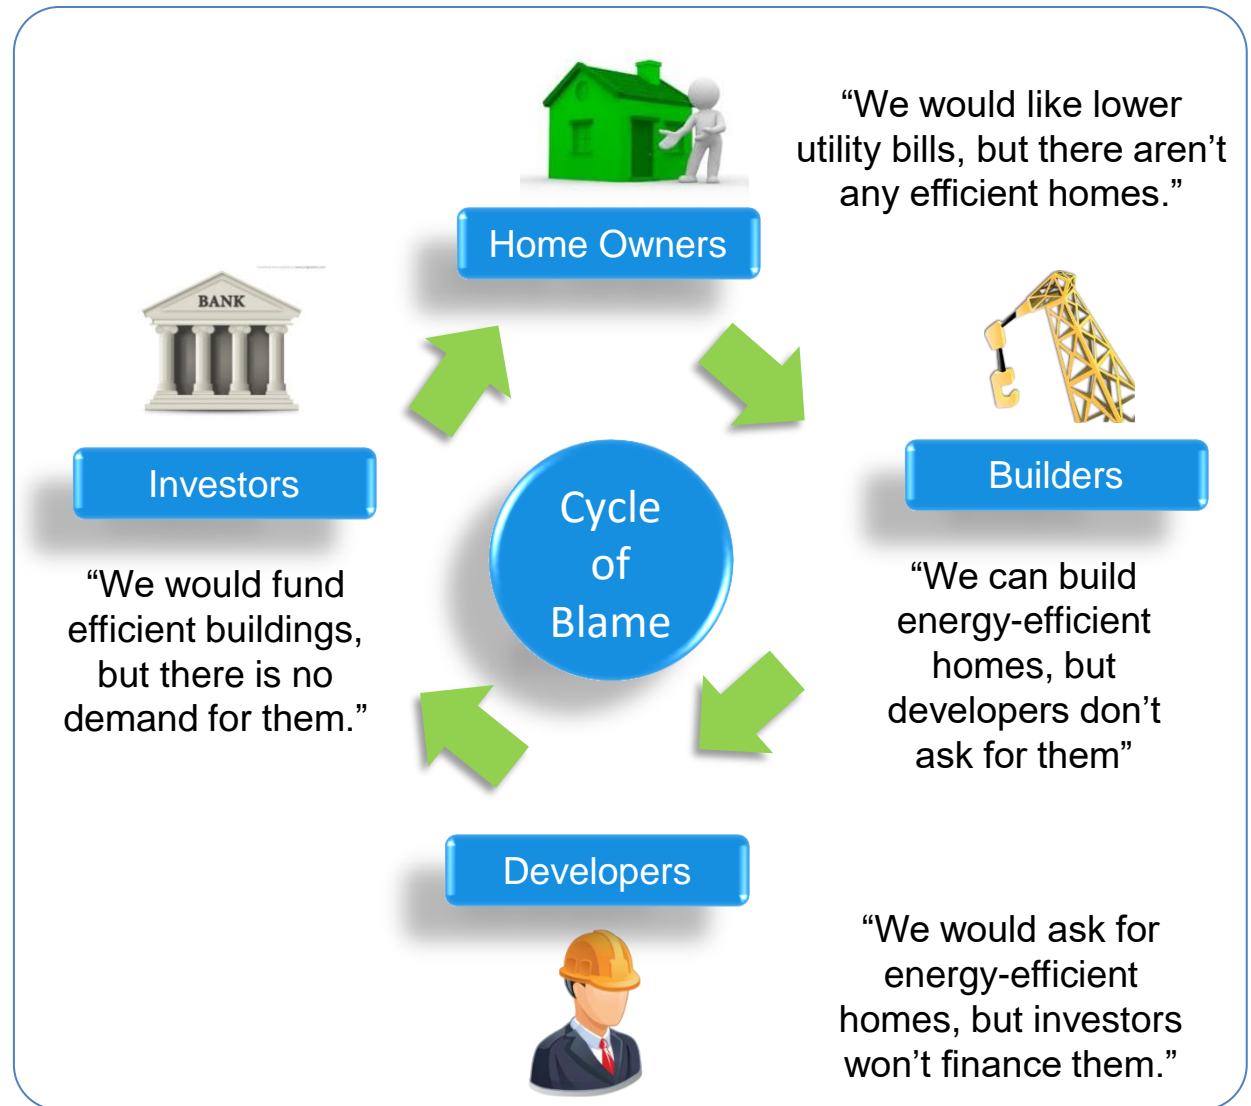 “We would like lower
utility bills, but there aren’t
any efficient homes.”
Home Owners
BANK
Investors
Builders
Cycle
of
Blame
“We would fund
efficient buildings,
but there is no
demand for them.”
“We can build
energy-efficient
homes, but
developers don’t
ask for them”
Developers
“We would ask for
energy-efficient
homes, but investors
won’t finance them.”